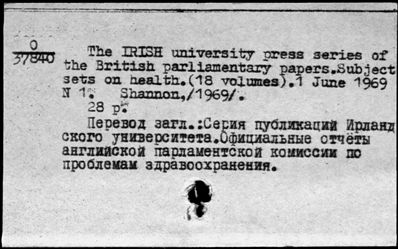 О
37840
The IRISH university press series of
the British parliamentary papers.Subject
sets on health.(18 volumes).1 June 1969
N 1. Shannon,/1969/.
28 p.
Перевод загл.:Серия публикаций Ирланд
ского университета.Официальные отчёты
английской парламентской комиссии по
проблемам здравоохранения.